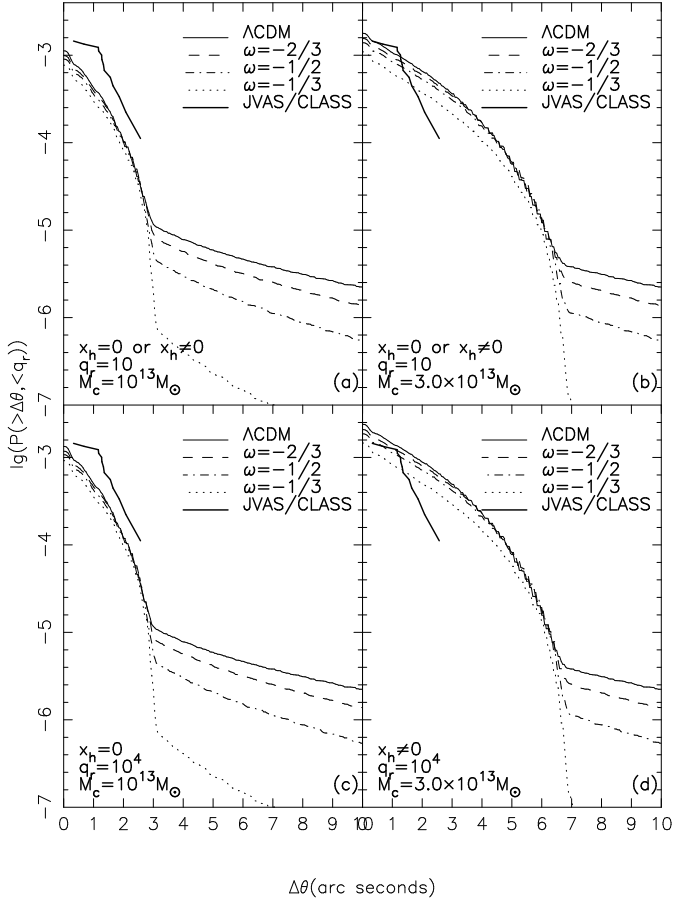 −3
ΛCDM
ω=−2/3
ω=−1/2
ω=−1/3
JVAS/CLASS
−4
−5
−6
x_h=0 or x_h≠0
q_r=10
M_c=10^13M_⊙
(a)
−7
ΛCDM
ω=−2/3
ω=−1/2
ω=−1/3
JVAS/CLASS
x_h=0 or x_h≠0
q_r=10
M_c=3.0×10^13M_⊙
(b)
lg(P(>Δθ,<q_r))
−3
ΛCDM
ω=−2/3
ω=−1/2
ω=−1/3
JVAS/CLASS
−4
−5
−6
x_h=0
q_r=10^4
M_c=10^13M_⊙
(c)
−7
ΛCDM
ω=−2/3
ω=−1/2
ω=−1/3
JVAS/CLASS
x_h≠0
q_r=10^4
M_c=3.0×10^13M_⊙
(d)
0 1 2 3 4 5 6 7 8 9 10
0 1 2 3 4 5 6 7 8 9 10
Δθ(arc seconds)